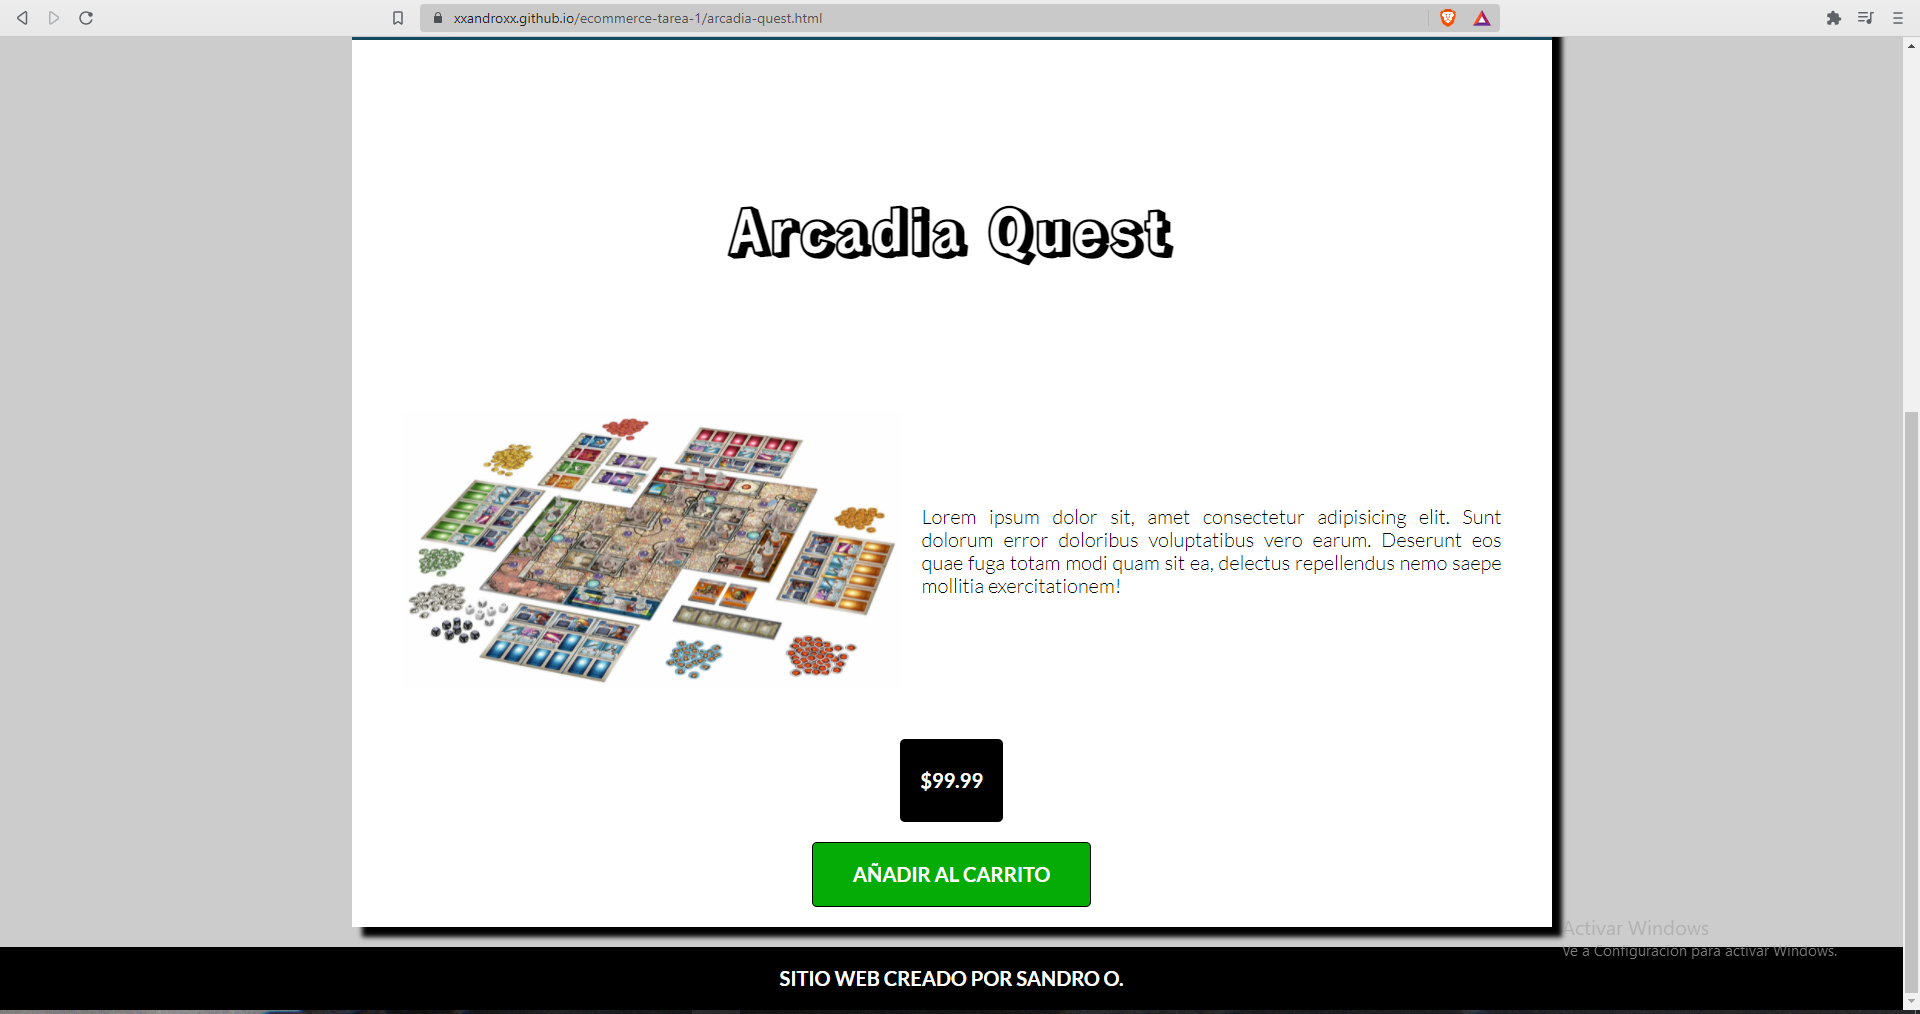 xxandroxx.github.io/ecommerce-tarea-1/arcadia-quest.html
Arcadia Quest
Lorem ipsum dolor sit, amet consectetur adipisicing elit. Sunt
dolorum error doloribus voluptatibus vero earum. Deserunt eos
quae fuga totam modi quam sit ea, delectus repellendus nemo saepe
mollitia exercitationem!
$99.99
AÑADIR AL CARRITO
Activar Windows
Ve a Configuración para activar Windows.
SITIO WEB CREADO POR SANDRO O.